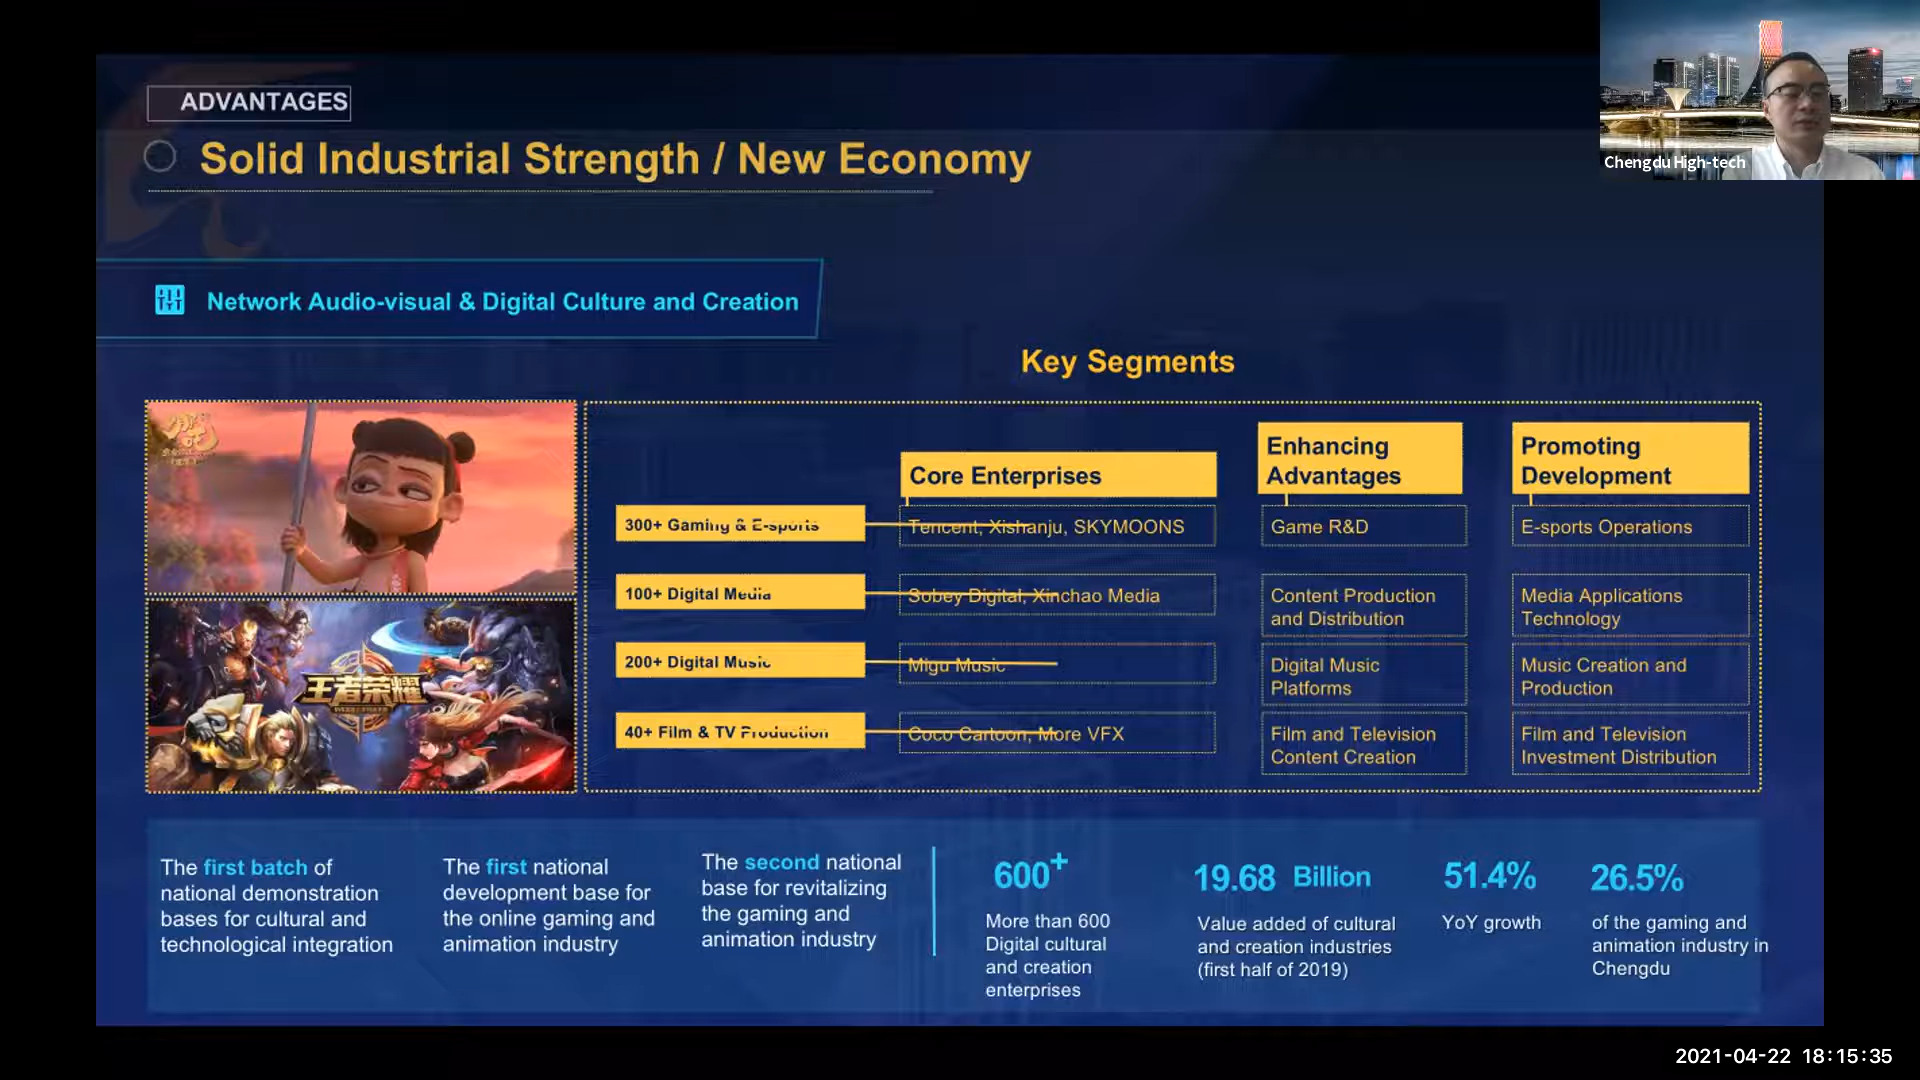 ADVANTAGES
Solid Industrial Strength / New Economy
Chengdu High-tech
Network Audio-visual & Digital Culture and Creation
Key Segments
Core Enterprises
Enhancing
Advantages
Promoting
Development
300+ Gaming & E-sports
Tencent, Xishanju, SKYMOONS
Game R&D
E-sports Operations
100+ Digital Media
Sobey Digital, Xinchao Media
Content Production
and Distribution
Media Applications
Technology
200+ Digital Music
Migu Music
Digital Music
Platforms
Music Creation and
Production
40+ Film & TV Production
Coco Cartoon, More VFX
Film and Television
Content Creation
Film and Television
Investment Distribution
王者荣耀
The first batch of
national demonstration
bases for cultural and
technological integration
The first national
development base for
the online gaming and
animation industry
The second national
base for revitalizing
the gaming and
animation industry
600+
More than 600
Digital cultural
and creation
enterprises
19.68 Billion
Value added of cultural
and creation industries
(first half of 2019)
51.4%
YoY growth
26.5%
of the gaming and
animation industry in
Chengdu
2021-04-22 18:15:35